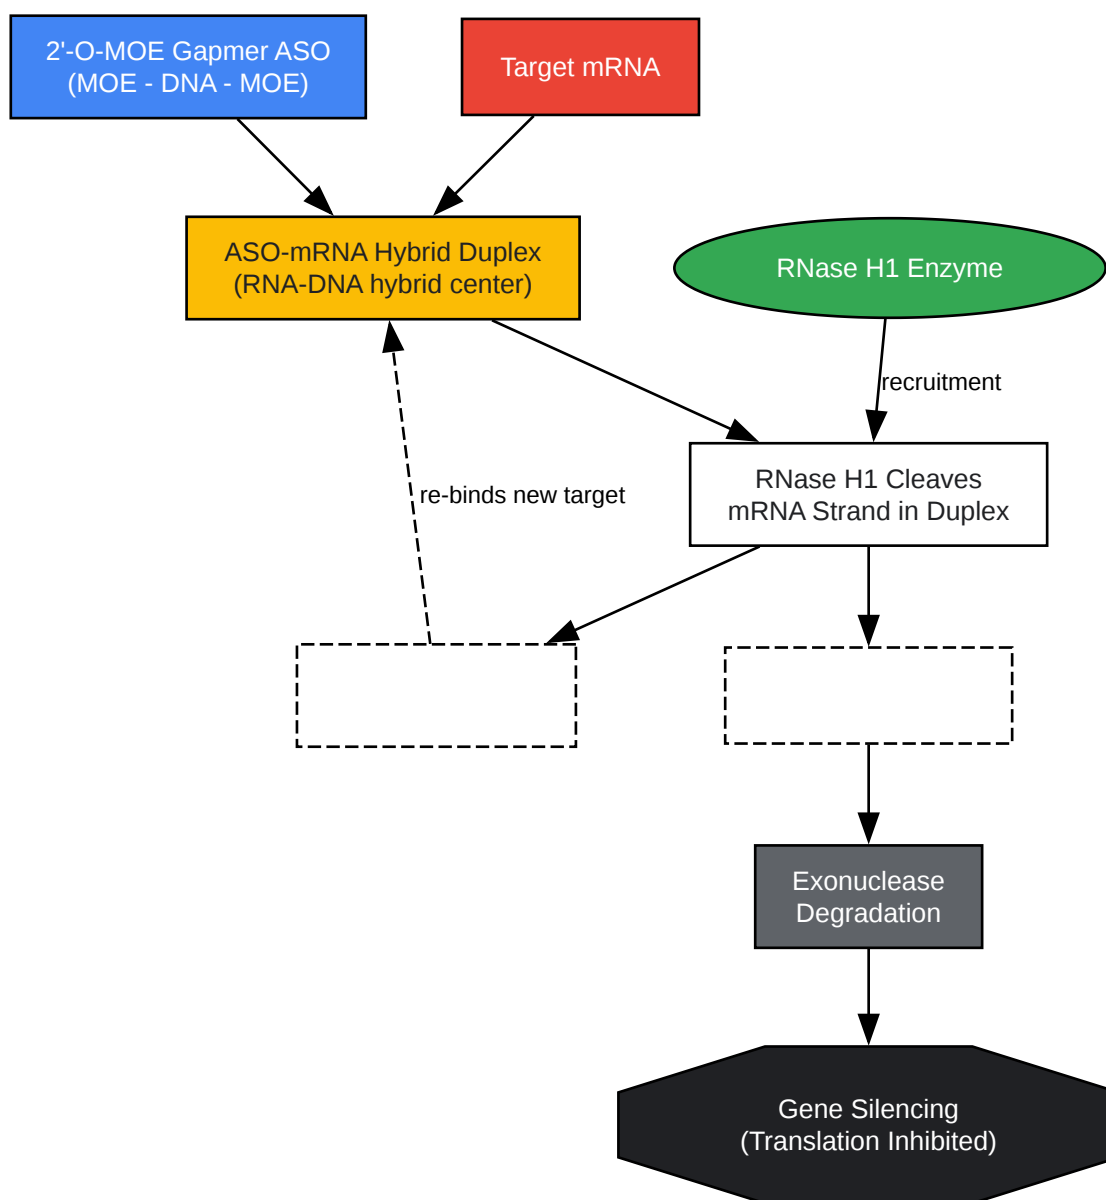 2'-O-MOE Gapmer ASO
(MOE - DNA - MOE)
Target mRNA
ASO-mRNA Hybrid Duplex
(RNA-DNA hybrid center)
RNase H1 Enzyme
recruitment
RNase H1 Cleaves
mRNA Strand in Duplex
re-binds new target
Exonuclease
Degradation
Gene Silencing
(Translation Inhibited)